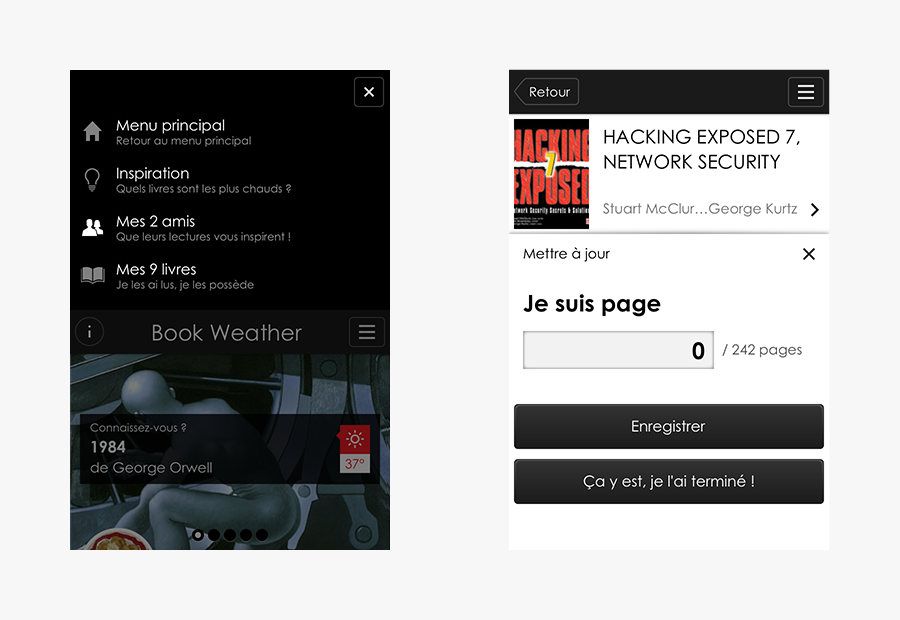 Menu principal
Retour au menu principal
Inspiration
Quels livres sont les plus chauds ?
Mes 2 amis
Que leurs lectures vous inspirent !
Mes 9 livres
Je les ai lus, je les possède
i
Book Weather
Connaissez-vous ?
1984
de George Orwell
37°
Retour
HACKING
7
EXPOSED
Network Security Secrets & Solutions
HACKING EXPOSED 7,
NETWORK SECURITY
Stuart McClur...George Kurtz
Mettre à jour
Je suis page
0 / 242 pages
Enregistrer
Ça y est, je l'ai terminé !